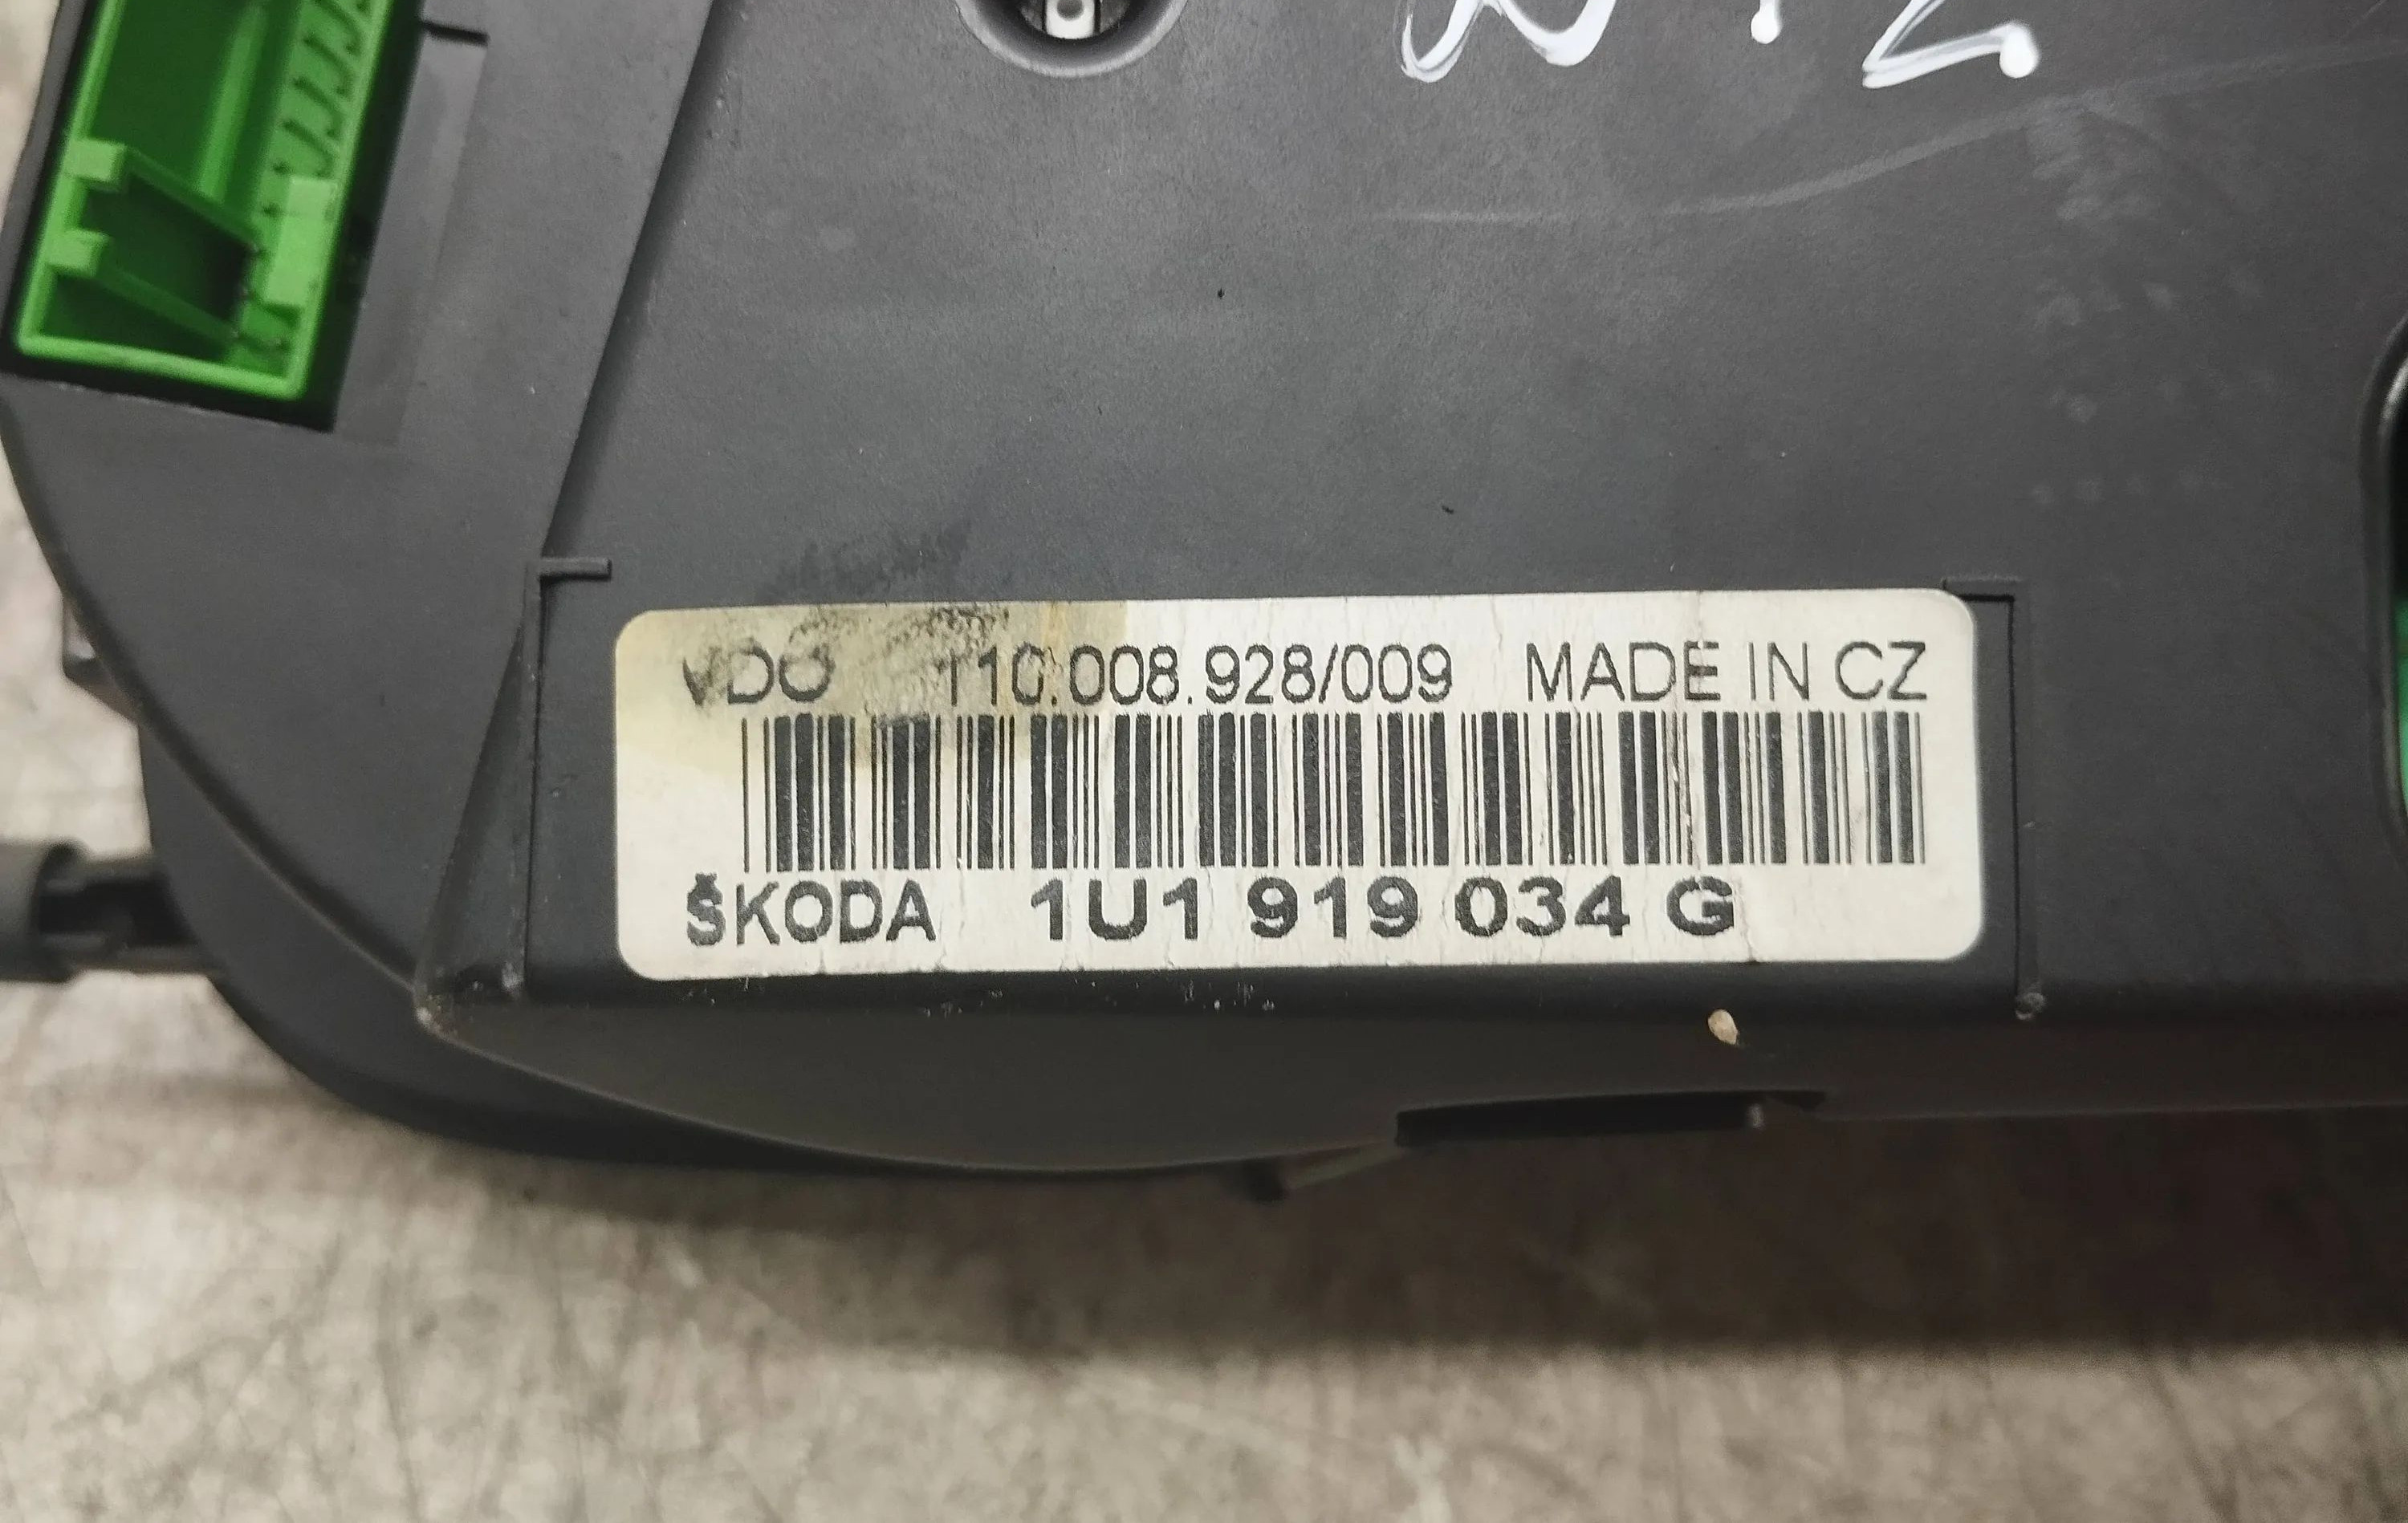 VDO 110.008.928/009 MADE IN CZ
ŠKODA 1U1 919 034 G